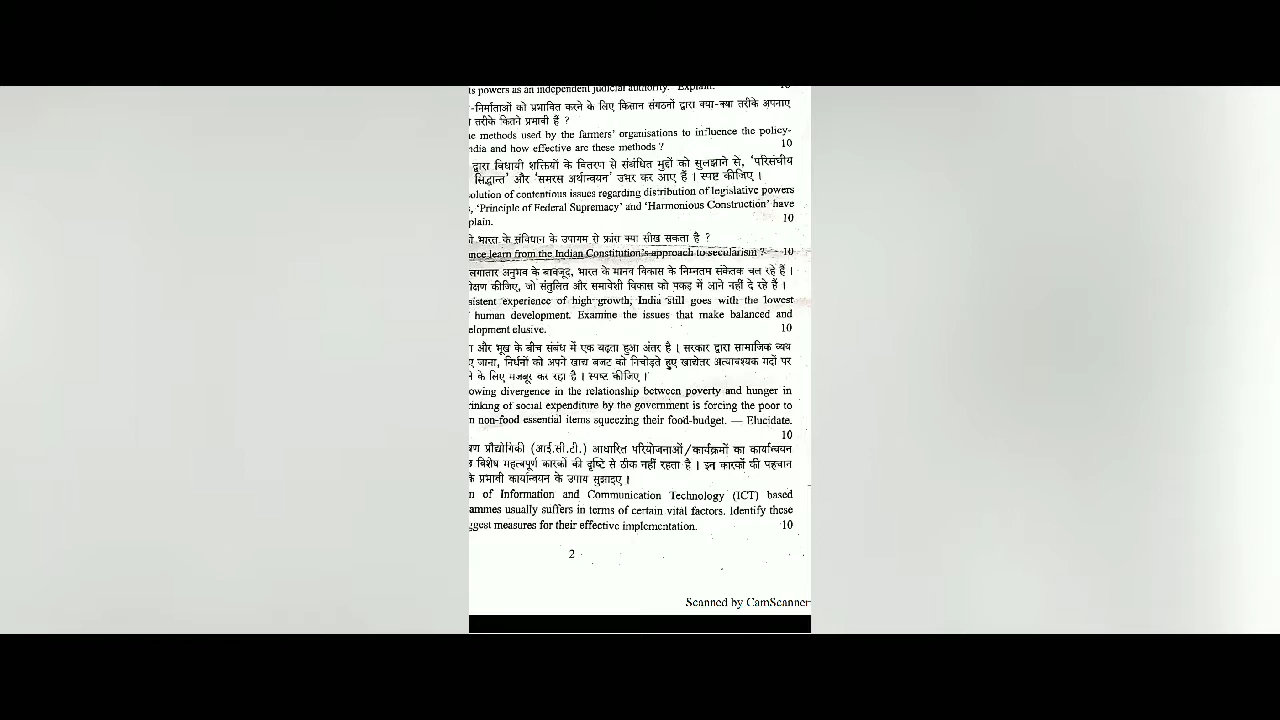 ts powers as an independent judicial authority." Explain. 10
-निर्माताओं को प्रभावित करने के लिए किसान संगठनों द्वारा क्या-क्या तरीके अपनाए
तरीके कितने प्रभावी हैं ?
methods used by the farmers' organisations to influence the policy-
ndia and how effective are these methods ? 10
द्वारा विधायी शक्तियों के वितरण से संबंधित मुद्दों को सुलझाने से, 'परिसंघीय
सिद्धान्त' और 'समरस अर्थान्वयन' उभर कर आए हैं । स्पष्ट कीजिए ।
solution of contentious issues regarding distribution of legislative powers
s, 'Principle of Federal Supremacy' and 'Harmonious Construction' have
plain. 10
भारत के संविधान के उपागम से फ्रांस क्या सीख सकता है ?
nce learn from the Indian Constitution's approach to secularism ? 10
लगातार अनुभव के बावजूद, भारत के मानव विकास के निम्नतम संकेतक चल रहे हैं ।
क्षण कीजिए, जो संतुलित और समावेशी विकास को पकड़ में आने नहीं दे रहे हैं ।
sistent experience of high growth, India still goes with the lowest
human development. Examine the issues that make balanced and
elopment elusive. 10
और भूख के बीच संबंध में एक बढ़ता हुआ अंतर है । सरकार द्वारा सामाजिक व्यय
ए जाना, निर्धनों को अपने खाद्य बजट को निचोड़ते हुए खाद्येतर अत्यावश्यक मदों पर
ने के लिए मजबूर कर रहा है । स्पष्ट कीजिए ।
owing divergence in the relationship between poverty and hunger in
rinking of social expenditure by the government is forcing the poor to
n non-food essential items squeezing their food-budget. — Elucidate.
10
प्रौद्योगिकी (आई.सी.टी.) आधारित परियोजनाओं/कार्यक्रमों का कार्यान्वयन
विशेष महत्वपूर्ण कारकों की दृष्टि से ठीक नहीं रहता है । इन कारकों की पहचान
के प्रभावी कार्यान्वयन के उपाय सुझाइए ।
n of Information and Communication Technology (ICT) based
ammes usually suffers in terms of certain vital factors. Identify these
ggest measures for their effective implementation. 10
2
Scanned by CamScanner